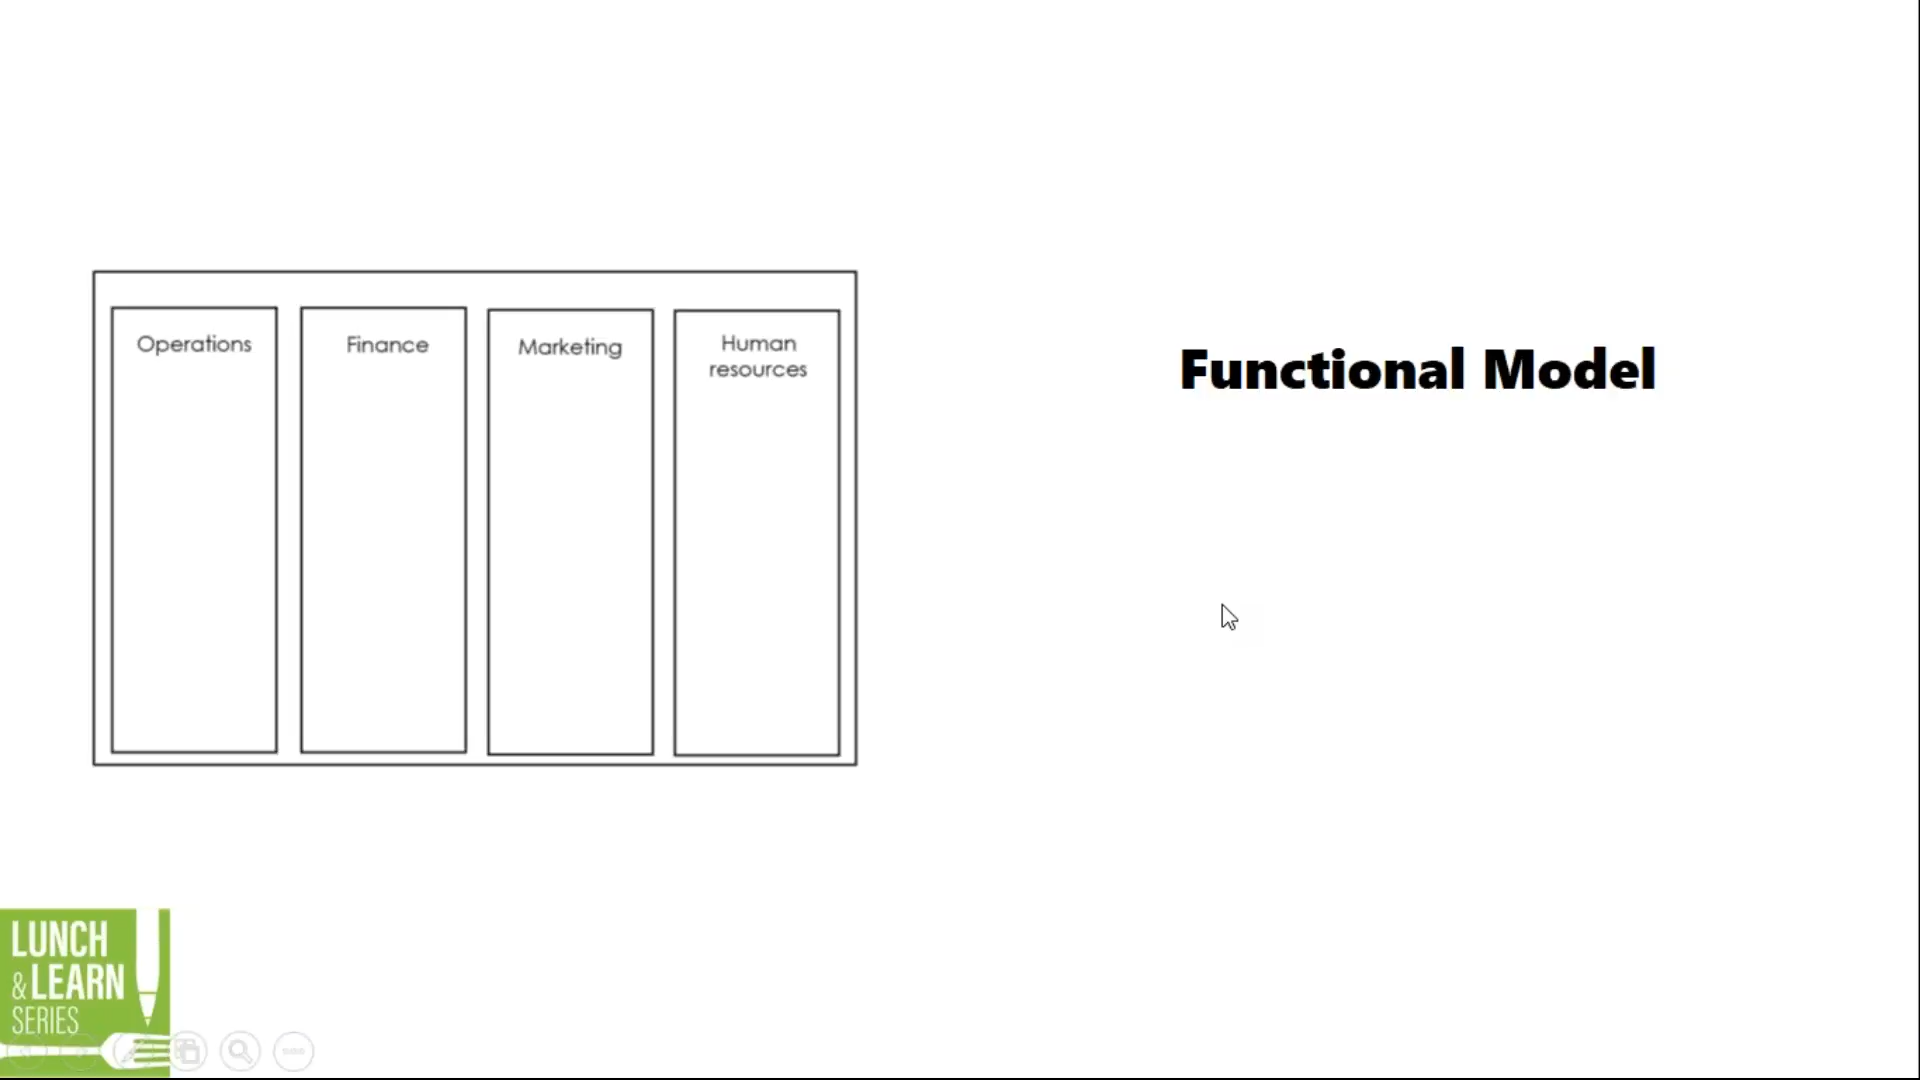 Operations
Finance
Marketing
Human
resources
Functional Model
LUNCH
& LEARN
SERIES